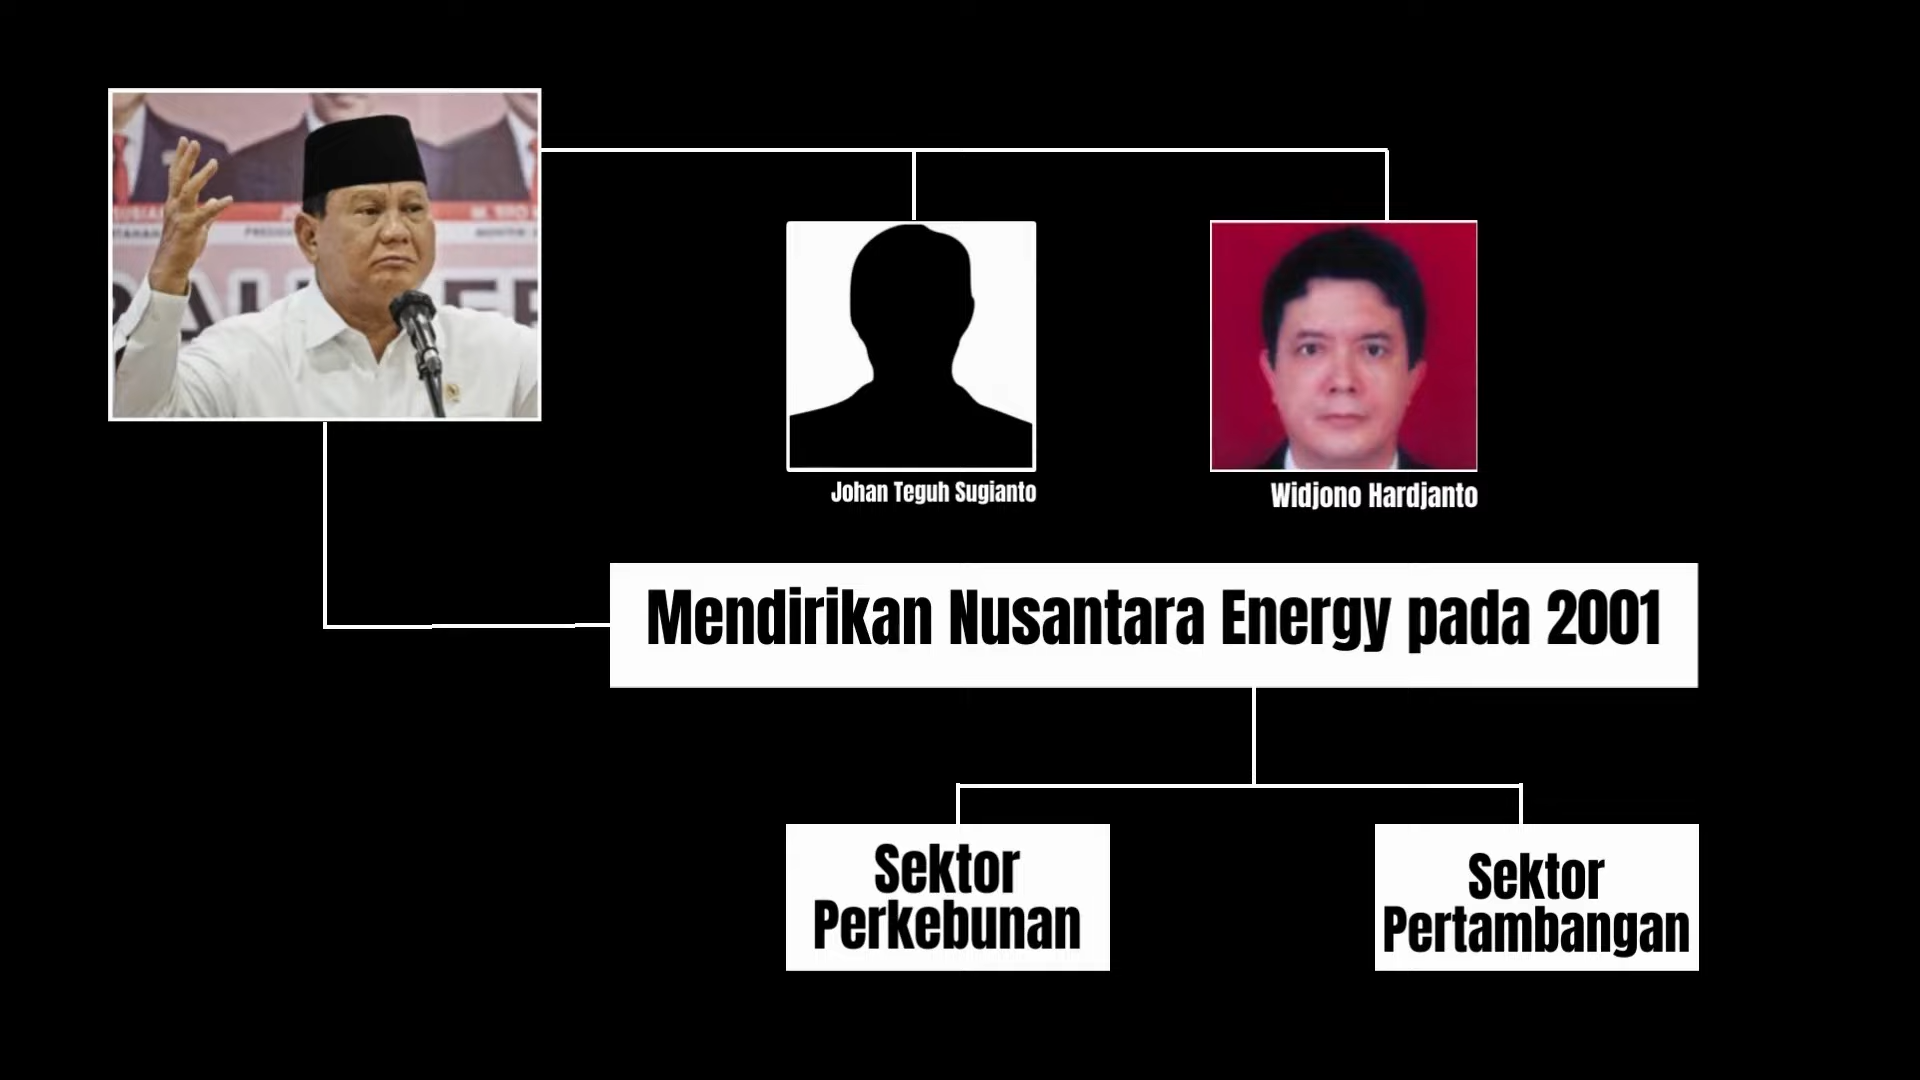 Johan Teguh Sugianto
Widjono Hardjanto
Mendirikan Nusantara Energy pada 2001
Sektor
Perkebunan
Sektor
Pertambangan